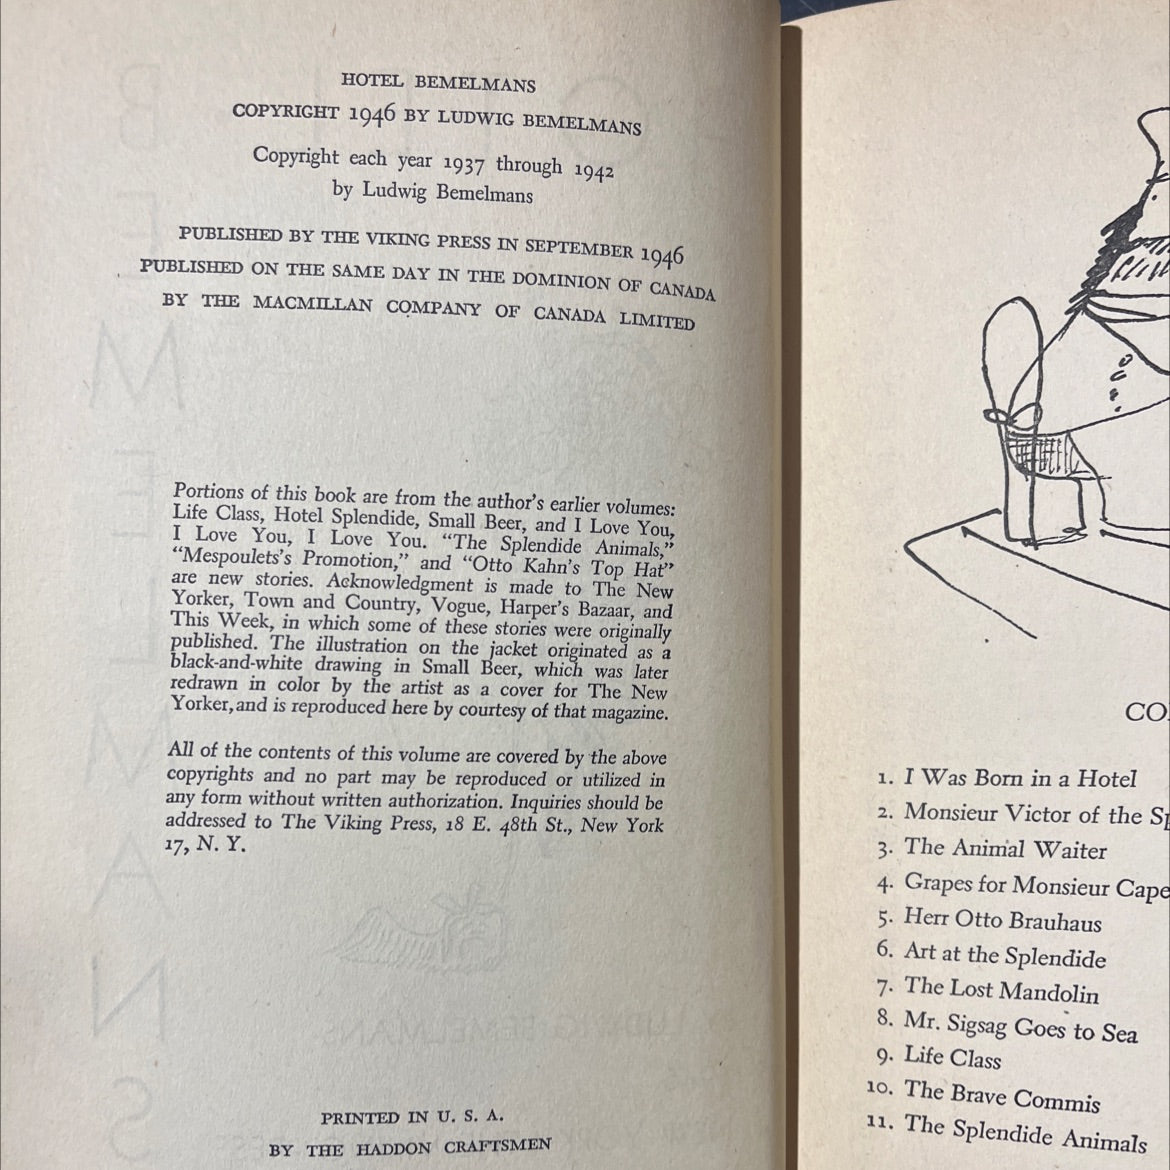 HOTEL BEMELMANS
COPYRIGHT 1946 BY LUDWIG BEMELMANS
Copyright each year 1937 through 1942
by Ludwig Bemelmans
PUBLISHED BY THE VIKING PRESS IN SEPTEMBER 1946
PUBLISHED ON THE SAME DAY IN THE DOMINION OF CANADA
BY THE MACMILLAN COMPANY OF CANADA LIMITED
Portions of this book are from the author's earlier volumes:
Life Class, Hotel Splendide, Small Beer, and I Love You,
I Love You, I Love You. "The Splendide Animals,"
"Mespoulets's Promotion," and "Otto Kahn's Top Hat"
are new stories. Acknowledgment is made to The New
Yorker, Town and Country, Vogue, Harper's Bazaar, and
This Week, in which some of these stories were originally
published. The illustration on the jacket originated as a
black-and-white drawing in Small Beer, which was later
redrawn in color by the artist as a cover for The New
Yorker, and is reproduced here by courtesy of that magazine.
All of the contents of this volume are covered by the above
copyrights and no part may be reproduced or utilized in
any form without written authorization. Inquiries should be
addressed to The Viking Press, 18 E. 48th St., New York
17, N. Y.
PRINTED IN U. S. A.
BY THE HADDON CRAFTSMEN
CO
1. I Was Born in a Hotel
2. Monsieur Victor of the Sp
3. The Animal Waiter
4. Grapes for Monsieur Cape
5. Herr Otto Brauhaus
6. Art at the Splendide
7. The Lost Mandolin
8. Mr. Sigsag Goes to Sea
9. Life Class
10. The Brave Commis
11. The Splendide Animals